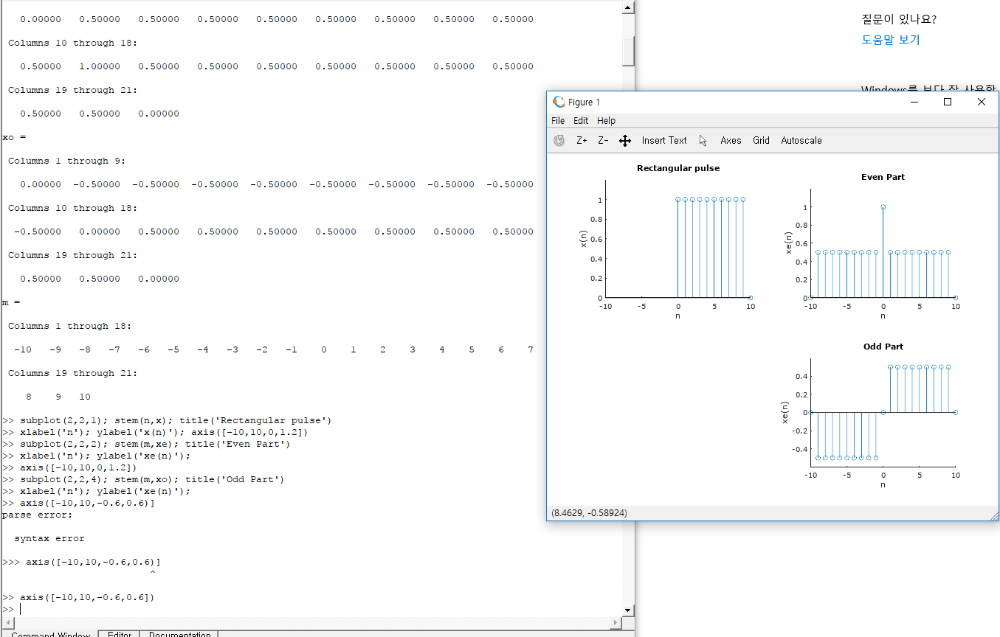 0.00000 0.50000 0.50000 0.50000 0.50000 0.50000 0.50000 0.50000 0.50000
Columns 10 through 18:
0.50000 1.00000 0.50000 0.50000 0.50000 0.50000 0.50000 0.50000 0.50000
Columns 19 through 21:
0.50000 0.50000 0.00000
xo =
Columns 1 through 9:
0.00000 -0.50000 -0.50000 -0.50000 -0.50000 -0.50000 -0.50000 -0.50000 -0.50000
Columns 10 through 18:
-0.50000 0.00000 0.50000 0.50000 0.50000 0.50000 0.50000 0.50000 0.50000
Columns 19 through 21:
0.50000 0.50000 0.00000
m =
Columns 1 through 18:
-10 -9 -8 -7 -6 -5 -4 -3 -2 -1 0 1 2 3 4 5 6 7
Columns 19 through 21:
8 9 10
>> subplot(2,2,1); stem(n,x); title('Rectangular pulse')
>> xlabel('n'); ylabel('x(n)'); axis([-10,10,0,1.2])
>> subplot(2,2,2); stem(m,xe); title('Even Part')
>> xlabel('n'); ylabel('xe(n)');
>> axis([-10,10,0,1.2])
>> subplot(2,2,4); stem(m,xo); title('Odd Part')
>> xlabel('n'); ylabel('xe(n)');
>> axis([-10,10,-0.6,0.6)]
parse error:
syntax error
>>> axis([-10,10,-0.6,0.6)]
^
>> axis([-10,10,-0.6,0.6])
>>
Command Window Editor Documentation
질문이 있나요?
도움말 보기
Windows를 보다 잘 사용할
Figure 1
File Edit Help
Z+ Z- Insert Text Axes Grid Autoscale
Rectangular pulse
x(n)
1
0.8
0.6
0.4
0.2
0
-10 -5 0 5 10
n
Even Part
xe(n)
1
0.8
0.6
0.4
0.2
0
-10 -5 0 5 10
n
Odd Part
xe(n)
0.4
0.2
0
-0.2
-0.4
-10 -5 0 5 10
n
(8.4629, -0.58924)